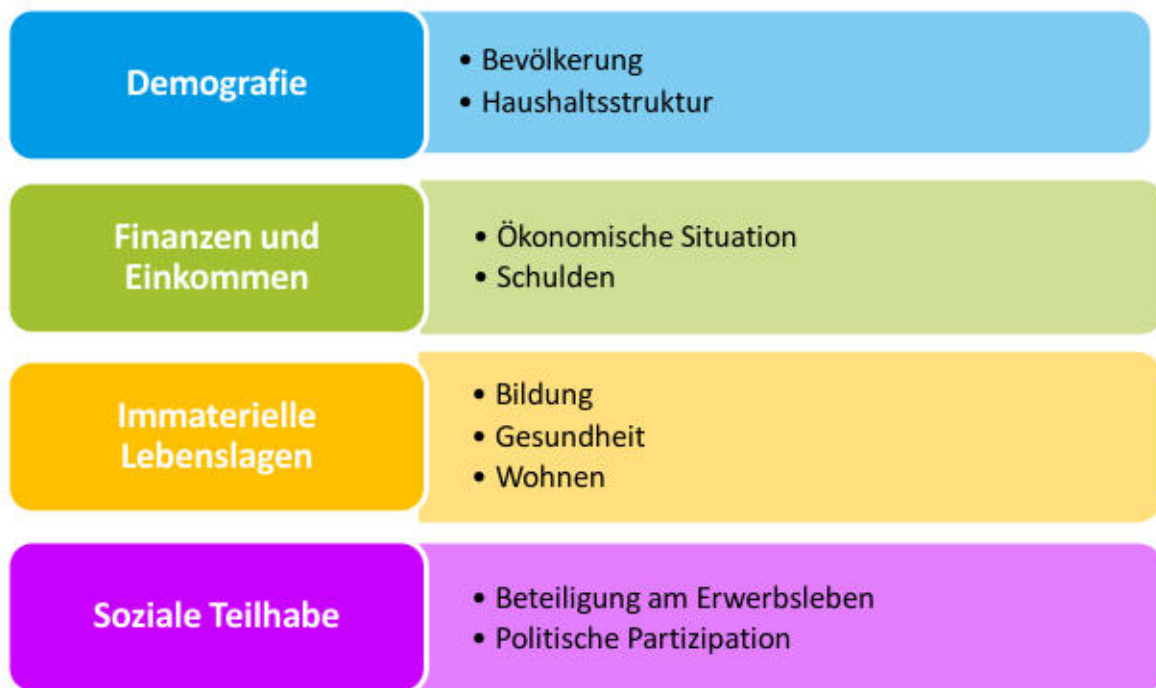 Demografie
• Bevölkerung
• Haushaltsstruktur
Finanzen und
Einkommen
• Ökonomische Situation
• Schulden
Immaterielle
Lebenslagen
• Bildung
• Gesundheit
• Wohnen
Soziale Teilhabe
• Beteiligung am Erwerbsleben
• Politische Partizipation